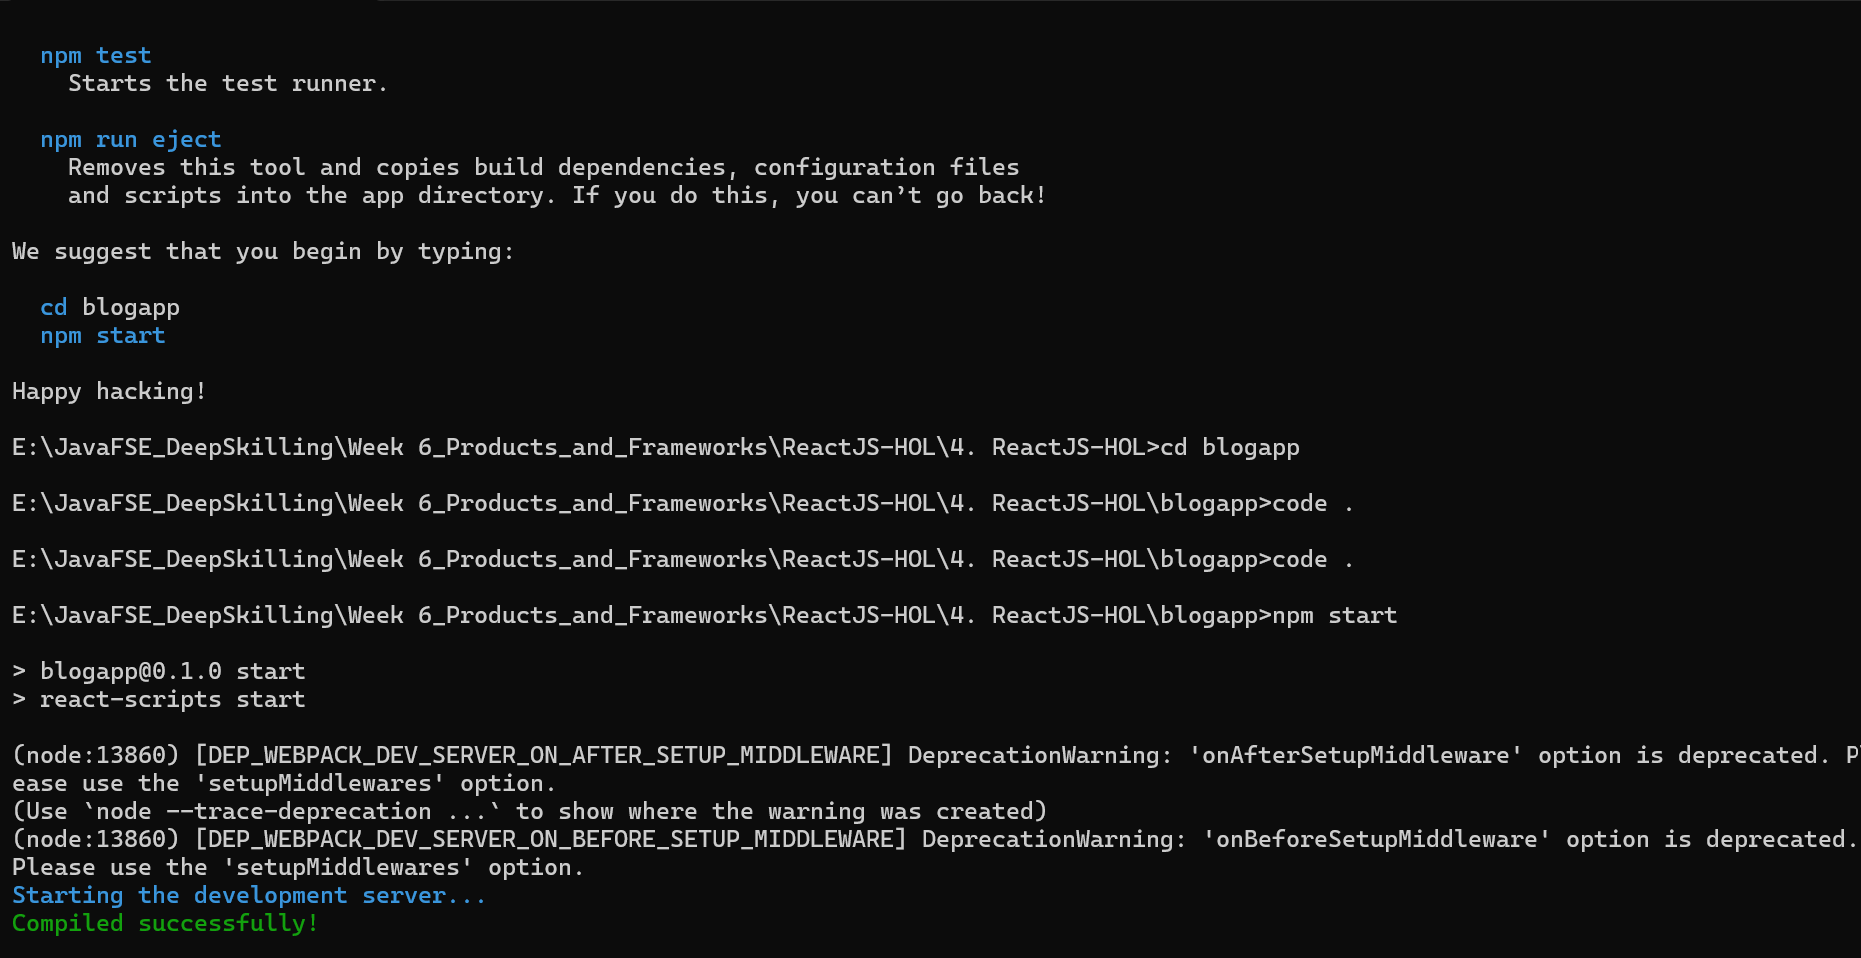 npm test
Starts the test runner.
npm run eject
Removes this tool and copies build dependencies, configuration files
and scripts into the app directory. If you do this, you can’t go back!
We suggest that you begin by typing:
cd blogapp
npm start
Happy hacking!
E:\JavaFSE_DeepSkilling\Week 6_Products_and_Frameworks\ReactJS-HOL\4. ReactJS-HOL>cd blogapp
E:\JavaFSE_DeepSkilling\Week 6_Products_and_Frameworks\ReactJS-HOL\4. ReactJS-HOL\blogapp>code .
E:\JavaFSE_DeepSkilling\Week 6_Products_and_Frameworks\ReactJS-HOL\4. ReactJS-HOL\blogapp>code .
E:\JavaFSE_DeepSkilling\Week 6_Products_and_Frameworks\ReactJS-HOL\4. ReactJS-HOL\blogapp>npm start
> blogapp@0.1.0 start
> react-scripts start
(node:13860) [DEP_WEBPACK_DEV_SERVER_ON_AFTER_SETUP_MIDDLEWARE] DeprecationWarning: 'onAfterSetupMiddleware' option is deprecated. Pl
ease use the 'setupMiddlewares' option.
(Use `node --trace-deprecation ...` to show where the warning was created)
(node:13860) [DEP_WEBPACK_DEV_SERVER_ON_BEFORE_SETUP_MIDDLEWARE] DeprecationWarning: 'onBeforeSetupMiddleware' option is deprecated.
Please use the 'setupMiddlewares' option.
Starting the development server...
Compiled successfully!